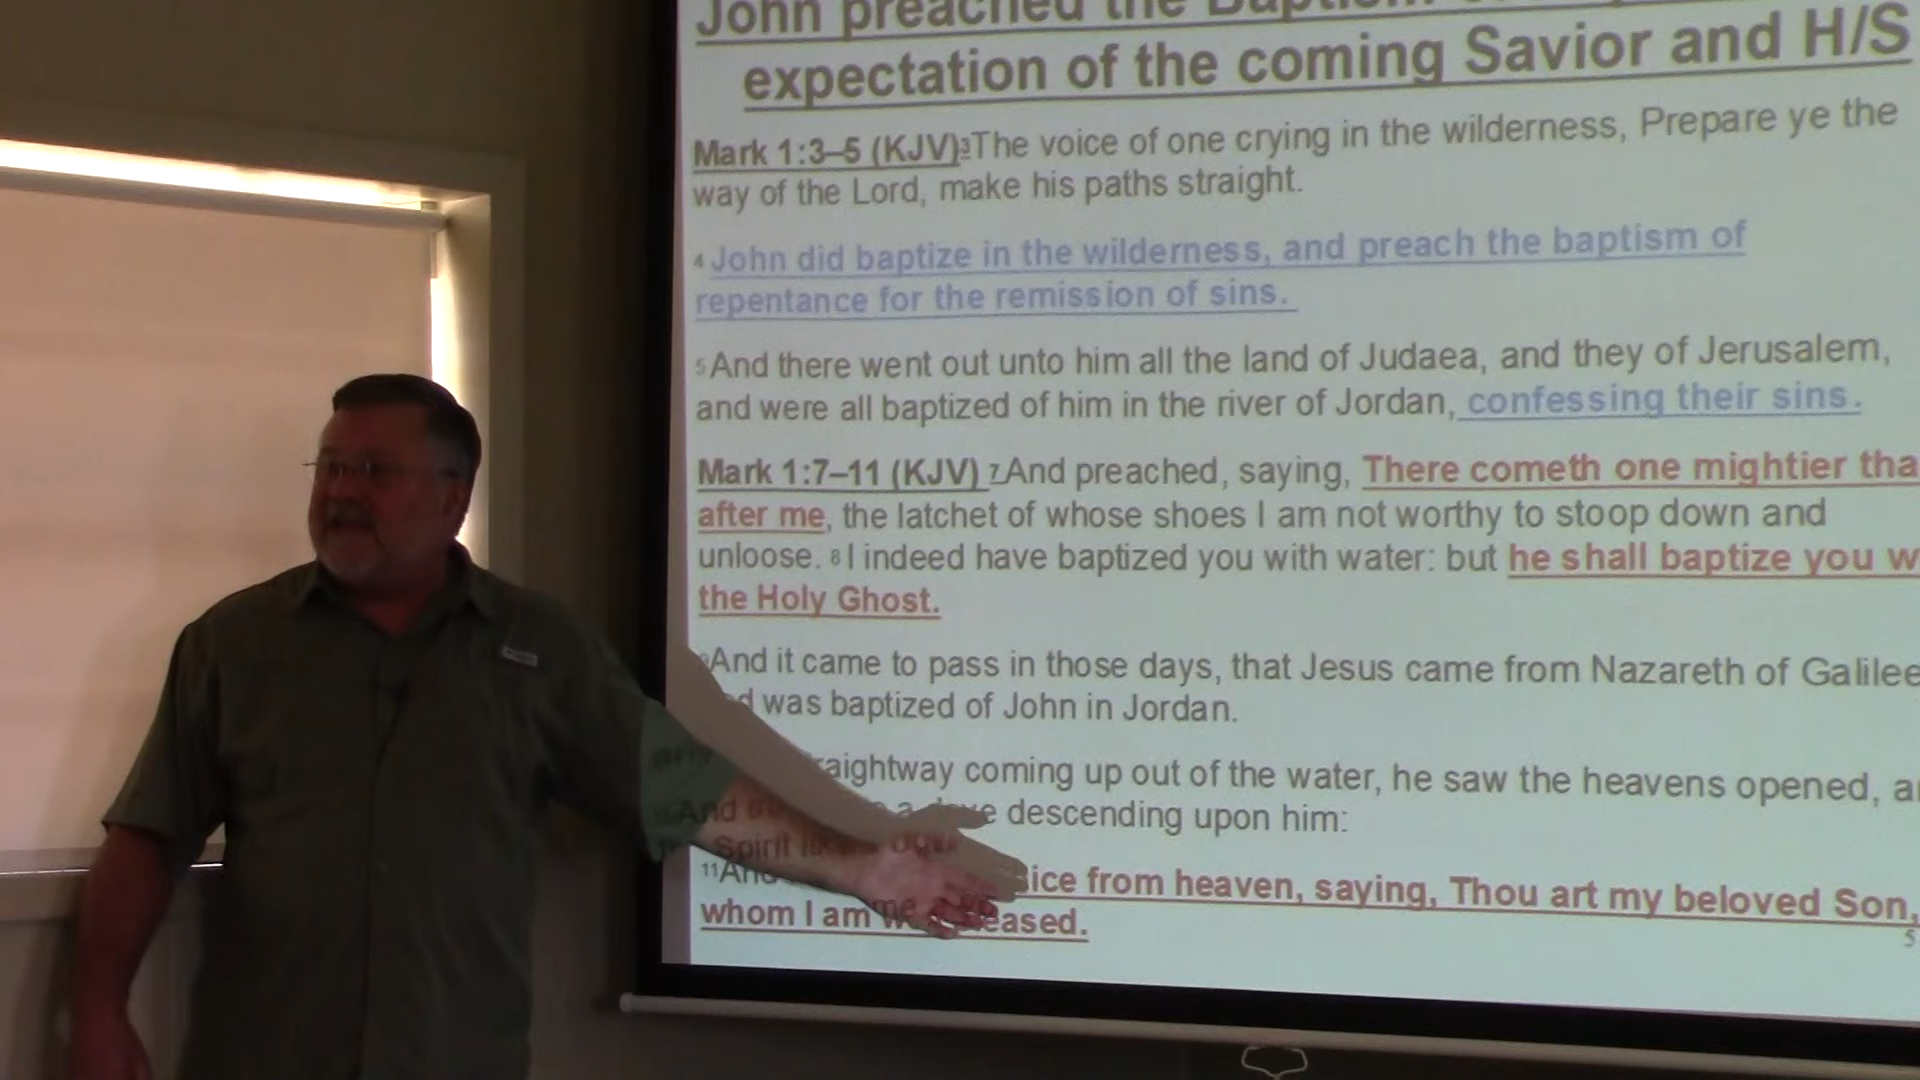 John preached the Baptism of
expectation of the coming Savior and H/S
Mark 1:3–5 (KJV)3The voice of one crying in the wilderness, Prepare ye the
way of the Lord, make his paths straight.
4 John did baptize in the wilderness, and preach the baptism of
repentance for the remission of sins.
5And there went out unto him all the land of Judaea, and they of Jerusalem,
and were all baptized of him in the river of Jordan, confessing their sins.
Mark 1:7–11 (KJV) 7And preached, saying, There cometh one mightier tha
after me, the latchet of whose shoes I am not worthy to stoop down and
unloose. 8 I indeed have baptized you with water: but he shall baptize you w
the Holy Ghost.
And it came to pass in those days, that Jesus came from Nazareth of Galilee
d was baptized of John in Jordan.
aightway coming up out of the water, he saw the heavens opened, a
Spirit descending upon him:
11And ice from heaven, saying, Thou art my beloved Son,
whom I am eased.
5